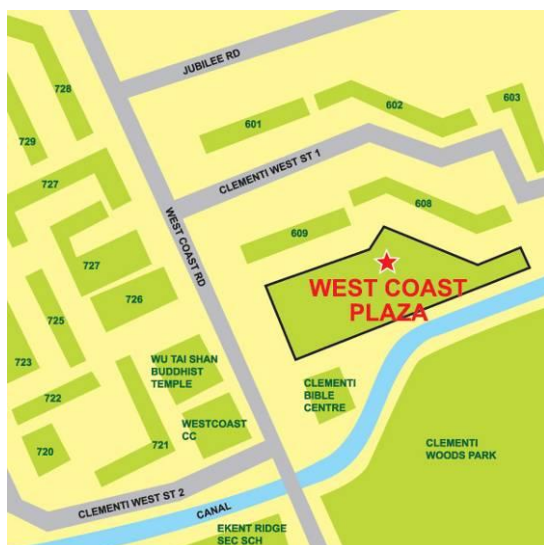 JUBILEE RD
728
729
601
602
603
CLEMENTI WEST ST 1
727
WEST COAST RD
608
609
727
726
WEST COAST
PLAZA
725
723
WU TAI SHAN
BUDDHIST
TEMPLE
CLEMENTI
BIBLE
CENTRE
722
WESTCOAST
CC
720
721
CLEMENTI
WOODS PARK
CLEMENTI WEST ST 2
CANAL
EKENT RIDGE
SEC SCH